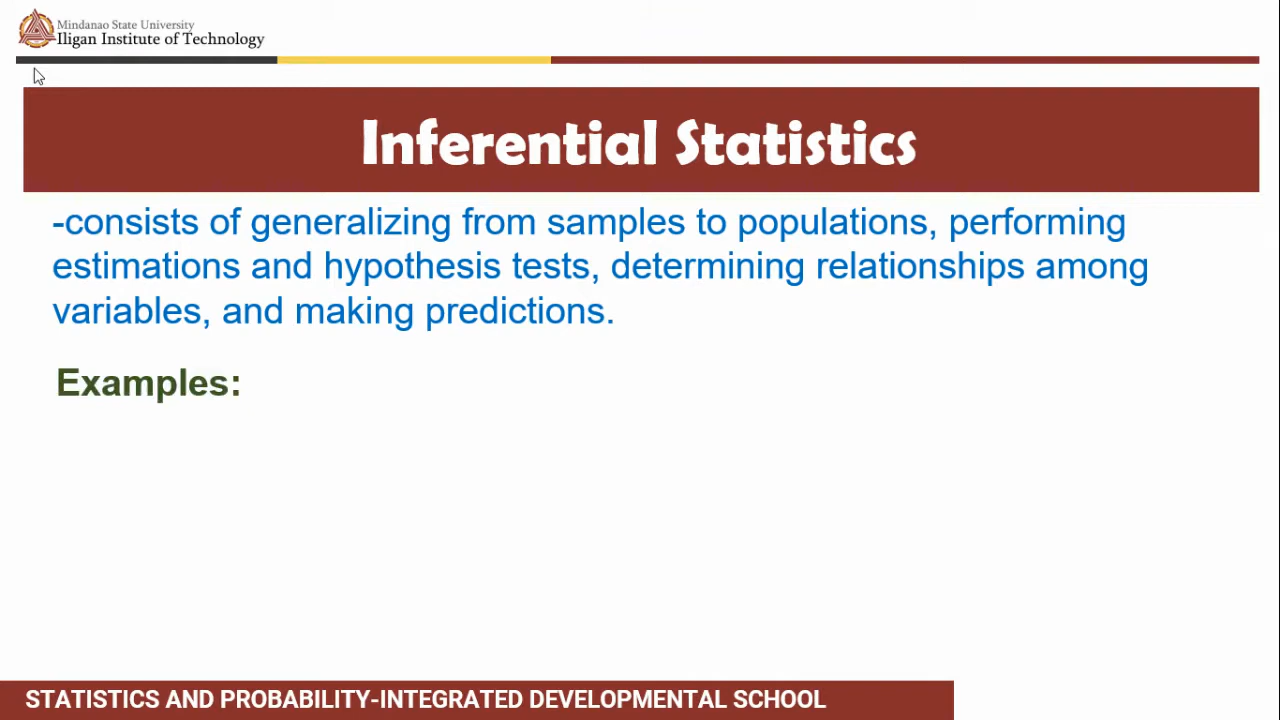 Mindanao State University
Iligan Institute of Technology
Inferential Statistics
-consists of generalizing from samples to populations, performing
estimations and hypothesis tests, determining relationships among
variables, and making predictions.
Examples:
STATISTICS AND PROBABILITY-INTEGRATED DEVELOPMENTAL SCHOOL